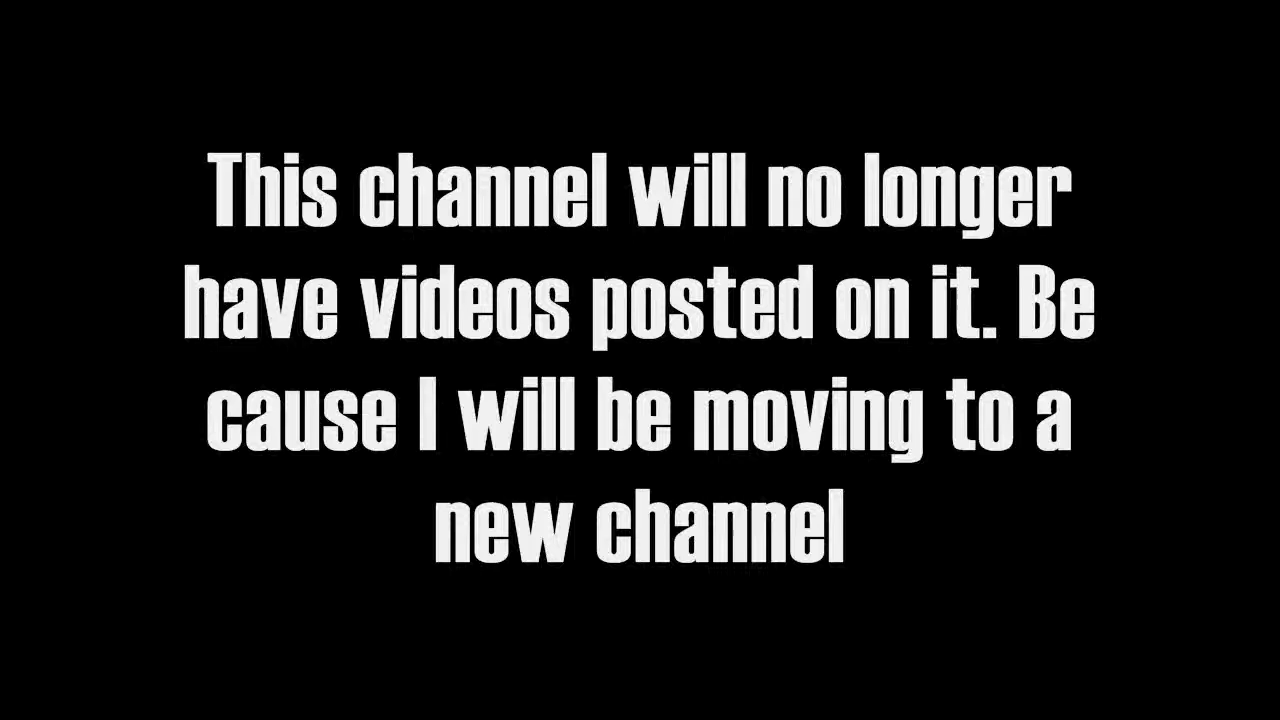 This channel will no longer
have videos posted on it. Be
cause I will be moving to a
new channel